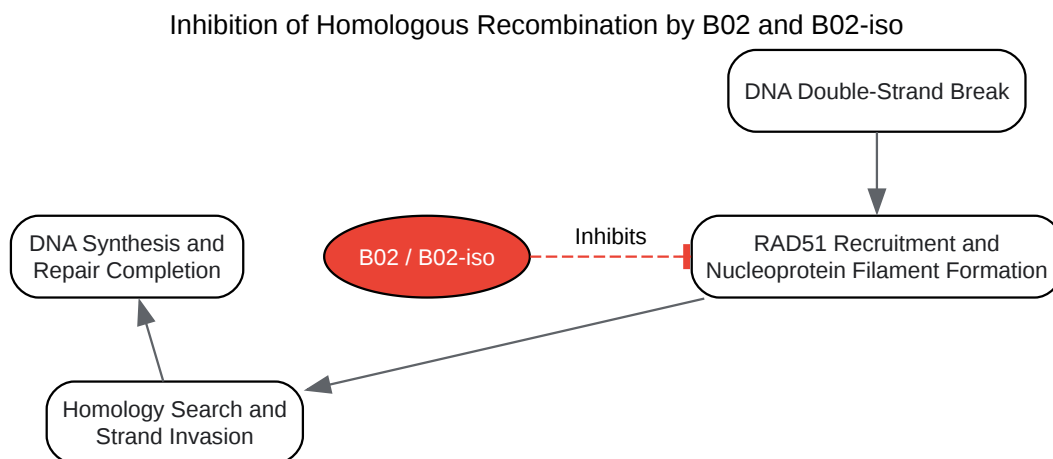 Inhibition of Homologous Recombination by B02 and B02-iso
DNA Double-Strand Break
DNA Synthesis and
Repair Completion
B02 / B02-iso
Inhibits
RAD51 Recruitment and
Nucleoprotein Filament Formation
Homology Search and
Strand Invasion